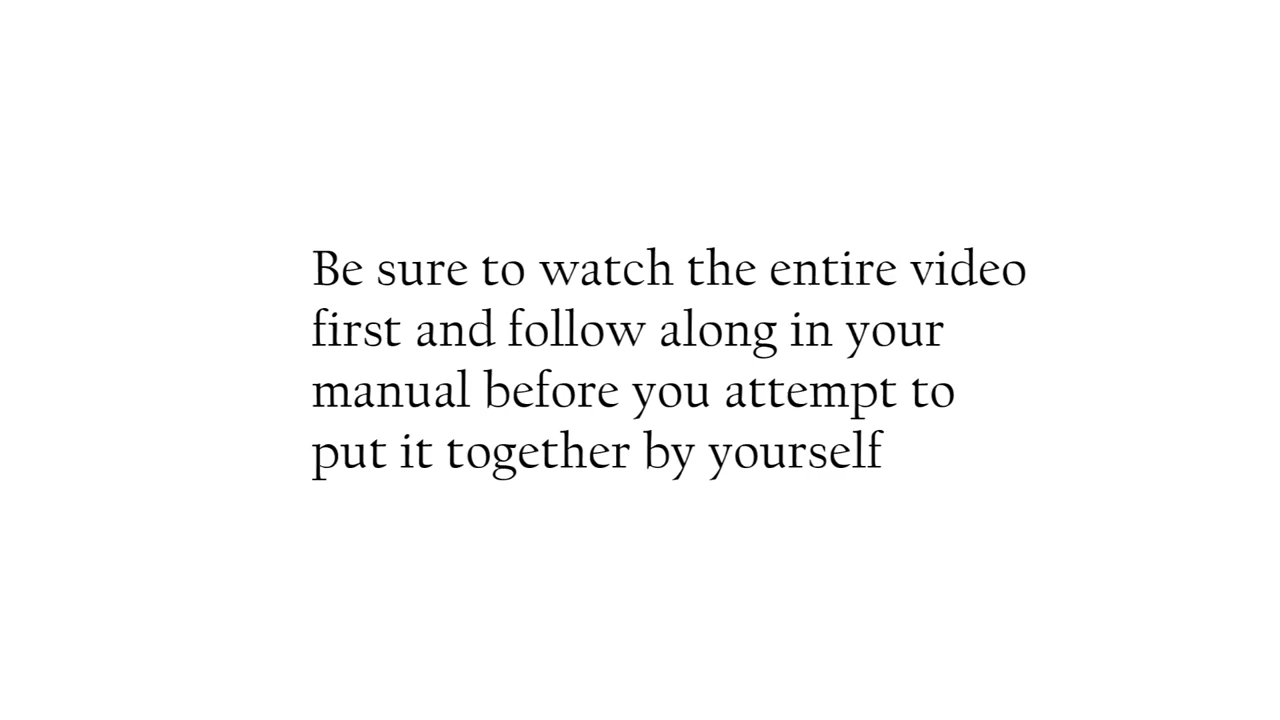 Be sure to watch the entire video
first and follow along in your
manual before you attempt to
put it together by yourself